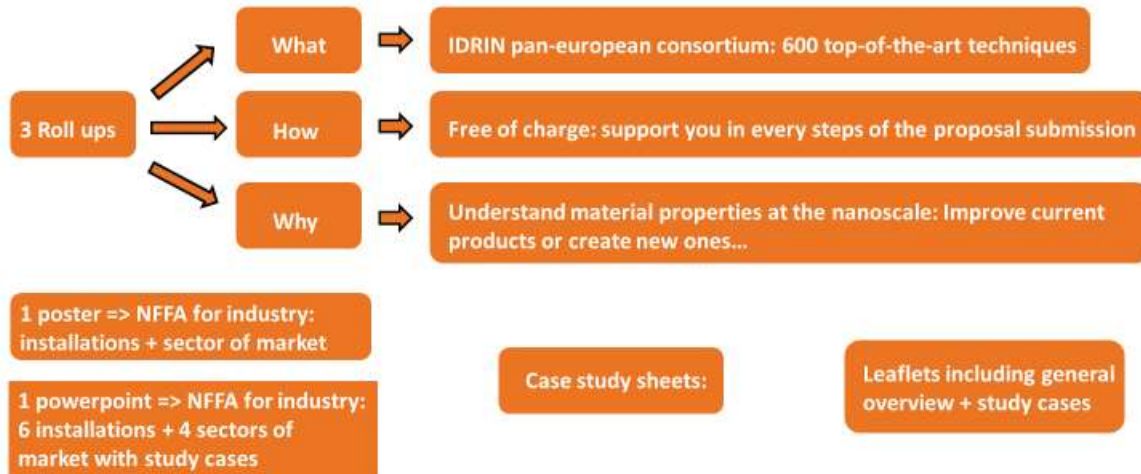 What
IDRIN pan-european consortium: 600 top-of-the-art techniques
3 Roll ups
How
Free of charge: support you in every steps of the proposal submission
Why
Understand material properties at the nanoscale: Improve current
products or create new ones...
1 poster => NFFA for industry:
installations + sector of market
Case study sheets:
Leaflets including general
overview + study cases
1 powerpoint => NFFA for industry:
6 installations + 4 sectors of
market with study cases